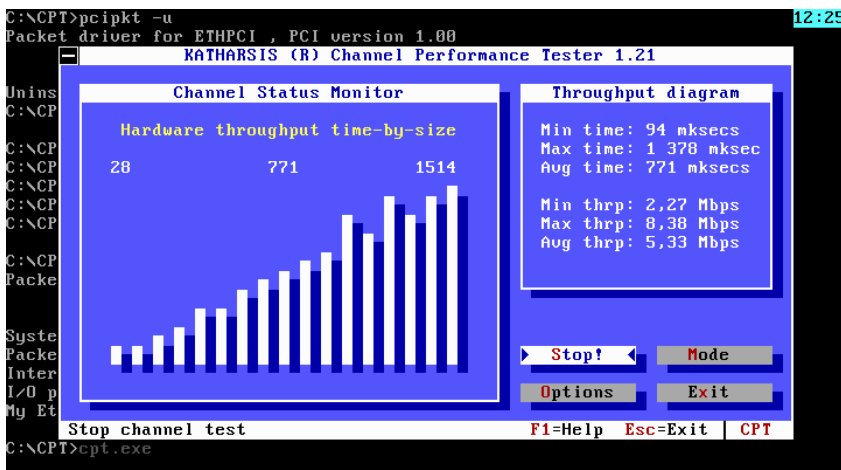 C:\CPT>pcipkt -u
12:25
Packet driver for ETHPCI , PCI version 1.00
KATHARSIS (R) Channel Performance Tester 1.21
Unins
C:\CP
C:\CP
C:\CP
C:\CP
C:\CP
C:\CP
C:\CP
Packe
Syste
Packe
Inter
I/O p
My Et
Channel Status Monitor
Hardware throughput time-by-size
28 771 1514
Throughput diagram
Min time: 94 mksecs
Max time: 1 378 mksec
Avg time: 771 mksecs
Min thrp: 2,27 Mbps
Max thrp: 8,38 Mbps
Avg thrp: 5,33 Mbps
Stop! Mode
Options Exit
Stop channel test F1=Help Esc=Exit CPT
C:\CPT>cpt.exe